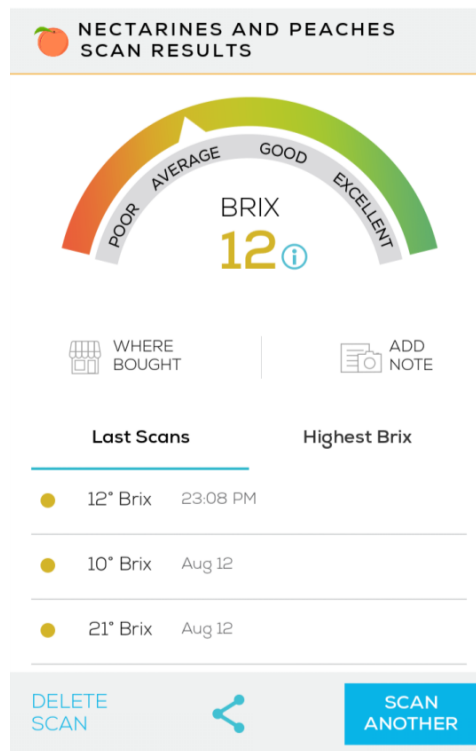 NECTARINES AND PEACHES
SCAN RESULTS
POOR
AVERAGE
GOOD
EXCELLENT
BRIX
12
WHERE
BOUGHT
ADD
NOTE
Last Scans
Highest Brix
12° Brix 23:08 PM
10° Brix Aug 12
21° Brix Aug 12
DELETE
SCAN
SCAN
ANOTHER